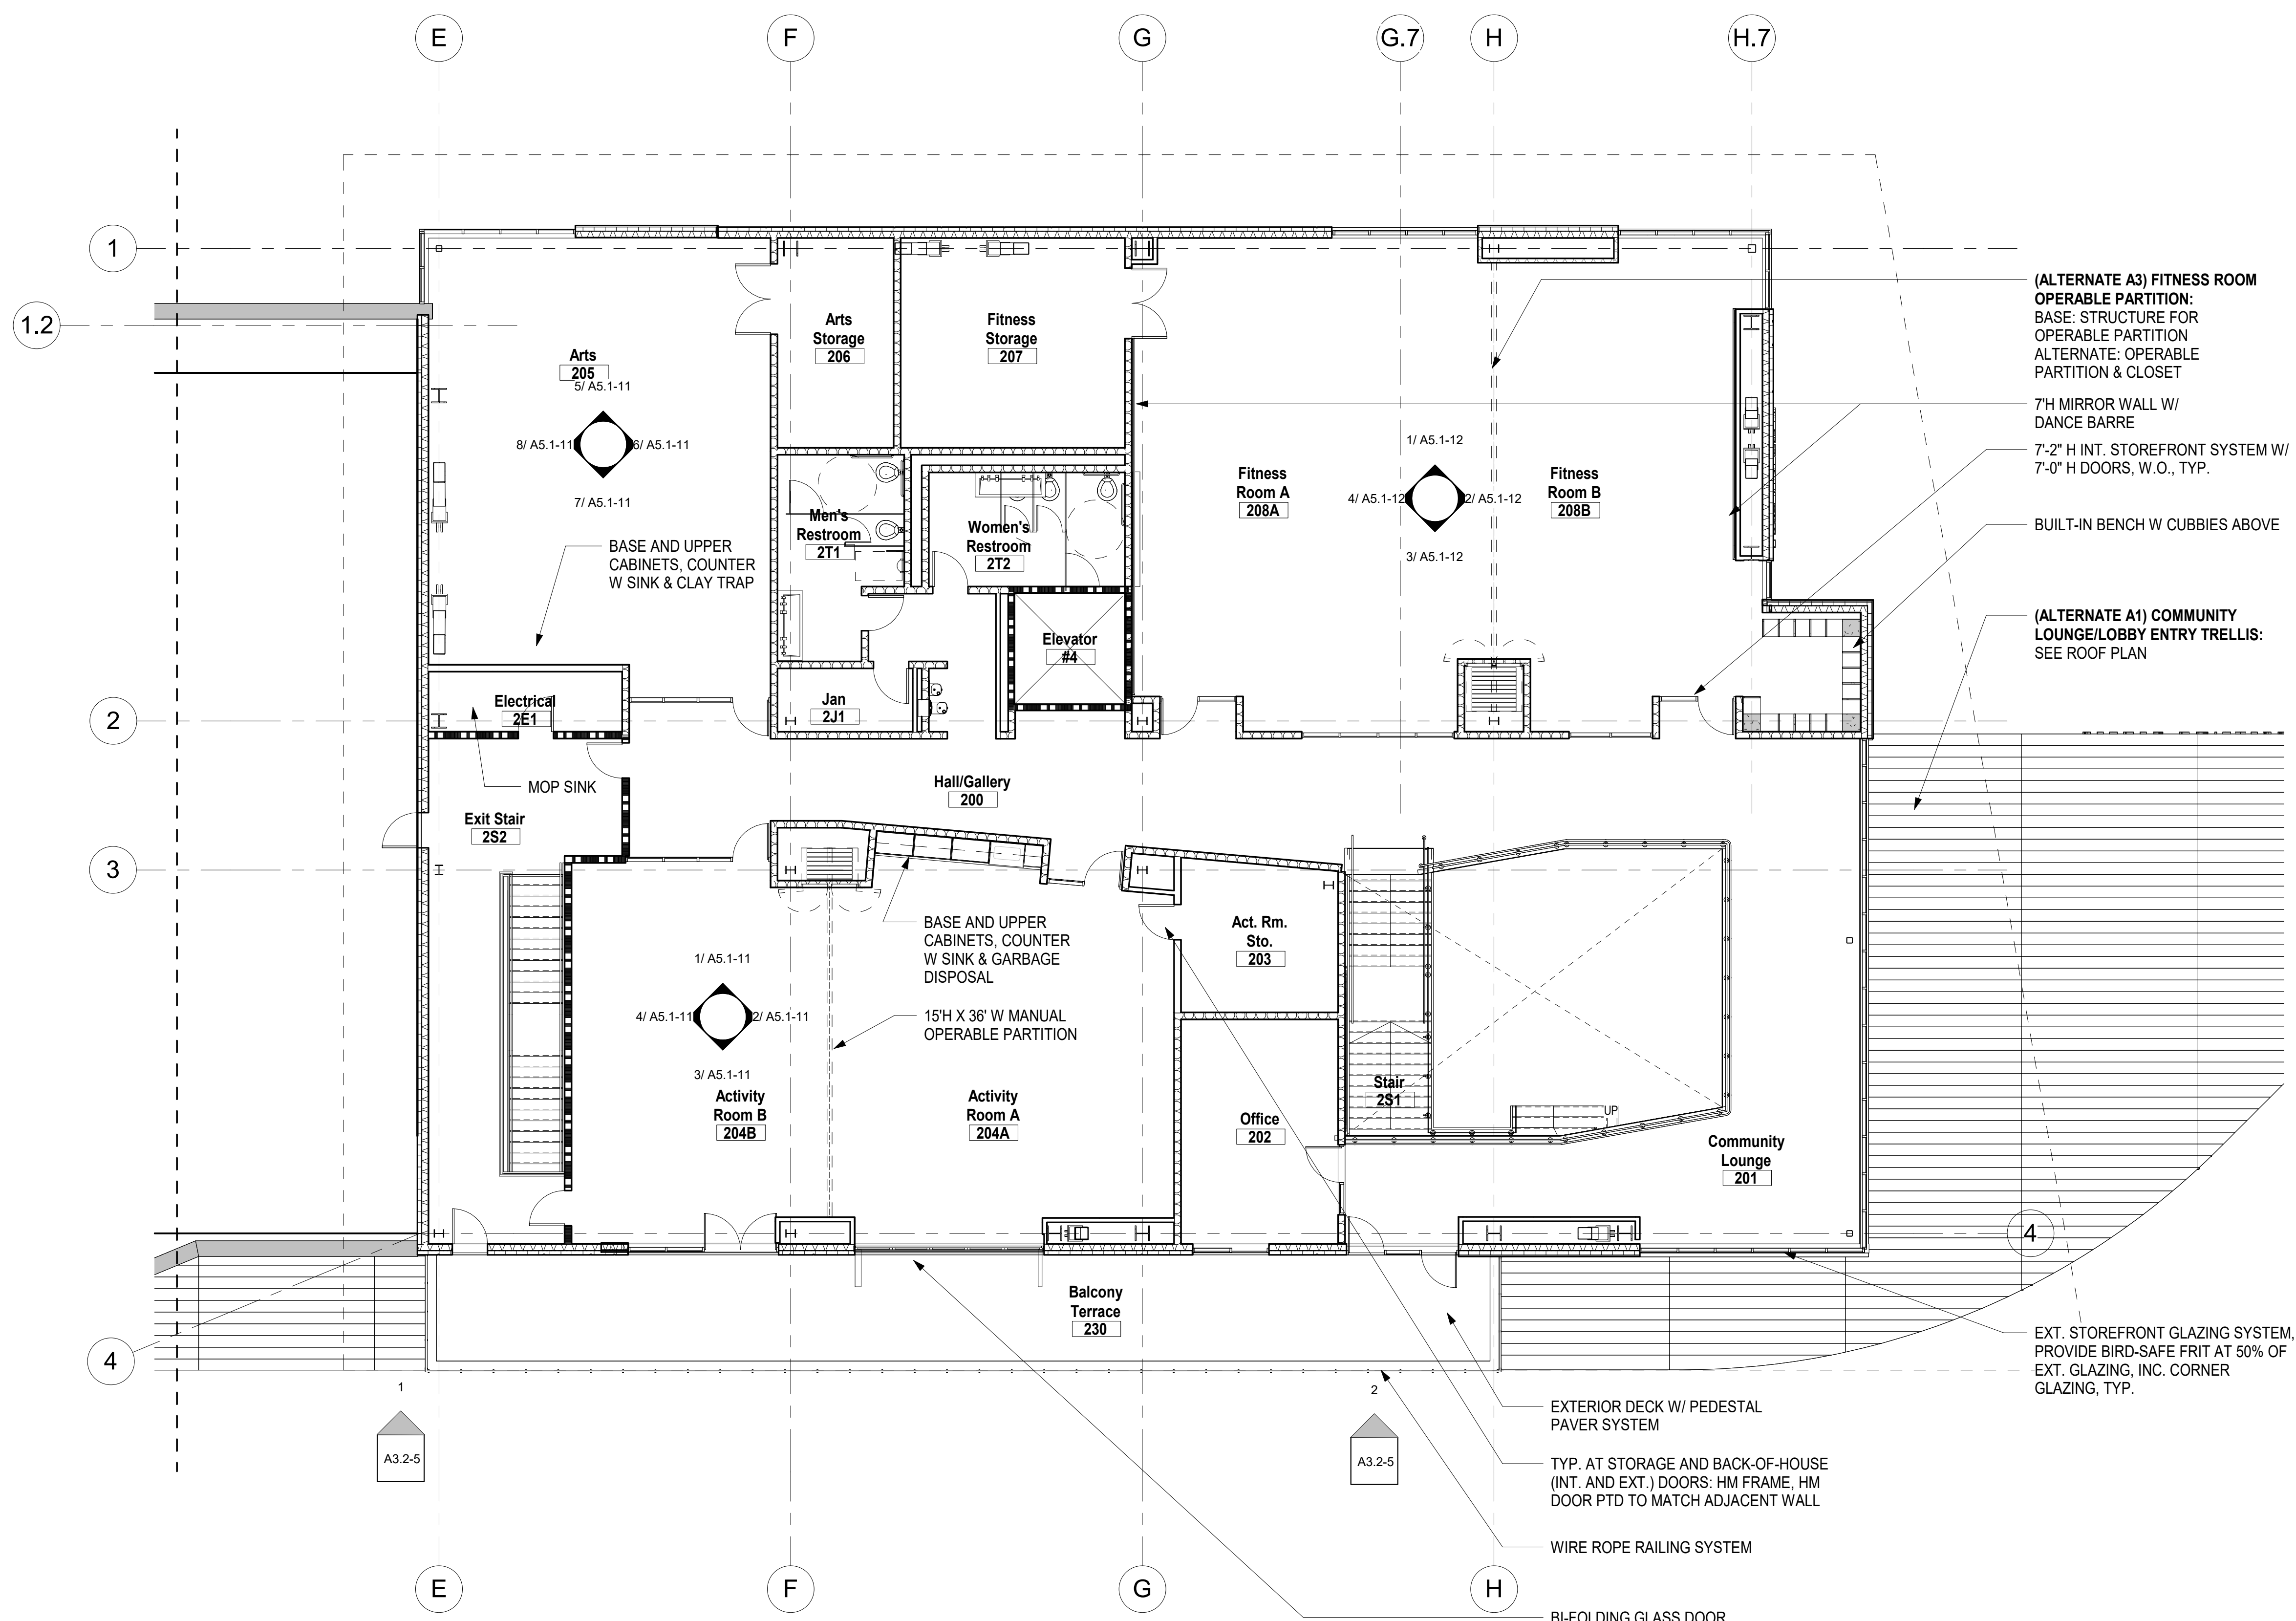 E
F
G
G.7
H
H.7
1
1.2
2
3
4
(ALTERNATE A3) FITNESS ROOM
OPERABLE PARTITION:
BASE: STRUCTURE FOR
OPERABLE PARTITION
ALTERNATE: OPERABLE
PARTITION & CLOSET
7'H MIRROR WALL W/
DANCE BARRE
7'-2" H INT. STOREFRONT SYSTEM W/
7'-0" H DOORS, W.O., TYP.
BUILT-IN BENCH W CUBBIES ABOVE
(ALTERNATE A1) COMMUNITY
LOUNGE/LOBBY ENTRY TRELLIS:
SEE ROOF PLAN
Arts
205
5/ A5.1-11
8/ A5.1-11
6/ A5.1-11
7/ A5.1-11
BASE AND UPPER
CABINETS, COUNTER
W SINK & CLAY TRAP
Arts
Storage
206
Fitness
Storage
207
Fitness
Room A
208A
1/ A5.1-12
4/ A5.1-12
2/ A5.1-12
3/ A5.1-12
Fitness
Room B
208B
Men's
Restroom
2T1
Women's
Restroom
2T2
Elevator
#4
Electrical
2E1
Jan
2J1
MOP SINK
Hall/Gallery
200
Exit Stair
2S2
BASE AND UPPER
CABINETS, COUNTER
W SINK & GARBAGE
DISPOSAL
15'H X 36' W MANUAL
OPERABLE PARTITION
1/ A5.1-11
4/ A5.1-11
2/ A5.1-11
3/ A5.1-11
Activity
Room B
204B
Activity
Room A
204A
Act. Rm.
Sto.
203
Office
202
Stair
2S1
UP
Community
Lounge
201
4
Balcony
Terrace
230
EXT. STOREFRONT GLAZING SYSTEM,
PROVIDE BIRD-SAFE FRIT AT 50% OF
EXT. GLAZING, INC. CORNER
GLAZING, TYP.
1
A3.2-5
2
A3.2-5
EXTERIOR DECK W/ PEDESTAL
PAVER SYSTEM
TYP. AT STORAGE AND BACK-OF-HOUSE
(INT. AND EXT.) DOORS: HM FRAME, HM
DOOR PTD TO MATCH ADJACENT WALL
WIRE ROPE RAILING SYSTEM
E
F
G
H
BI-FOLDING GLASS DOOR